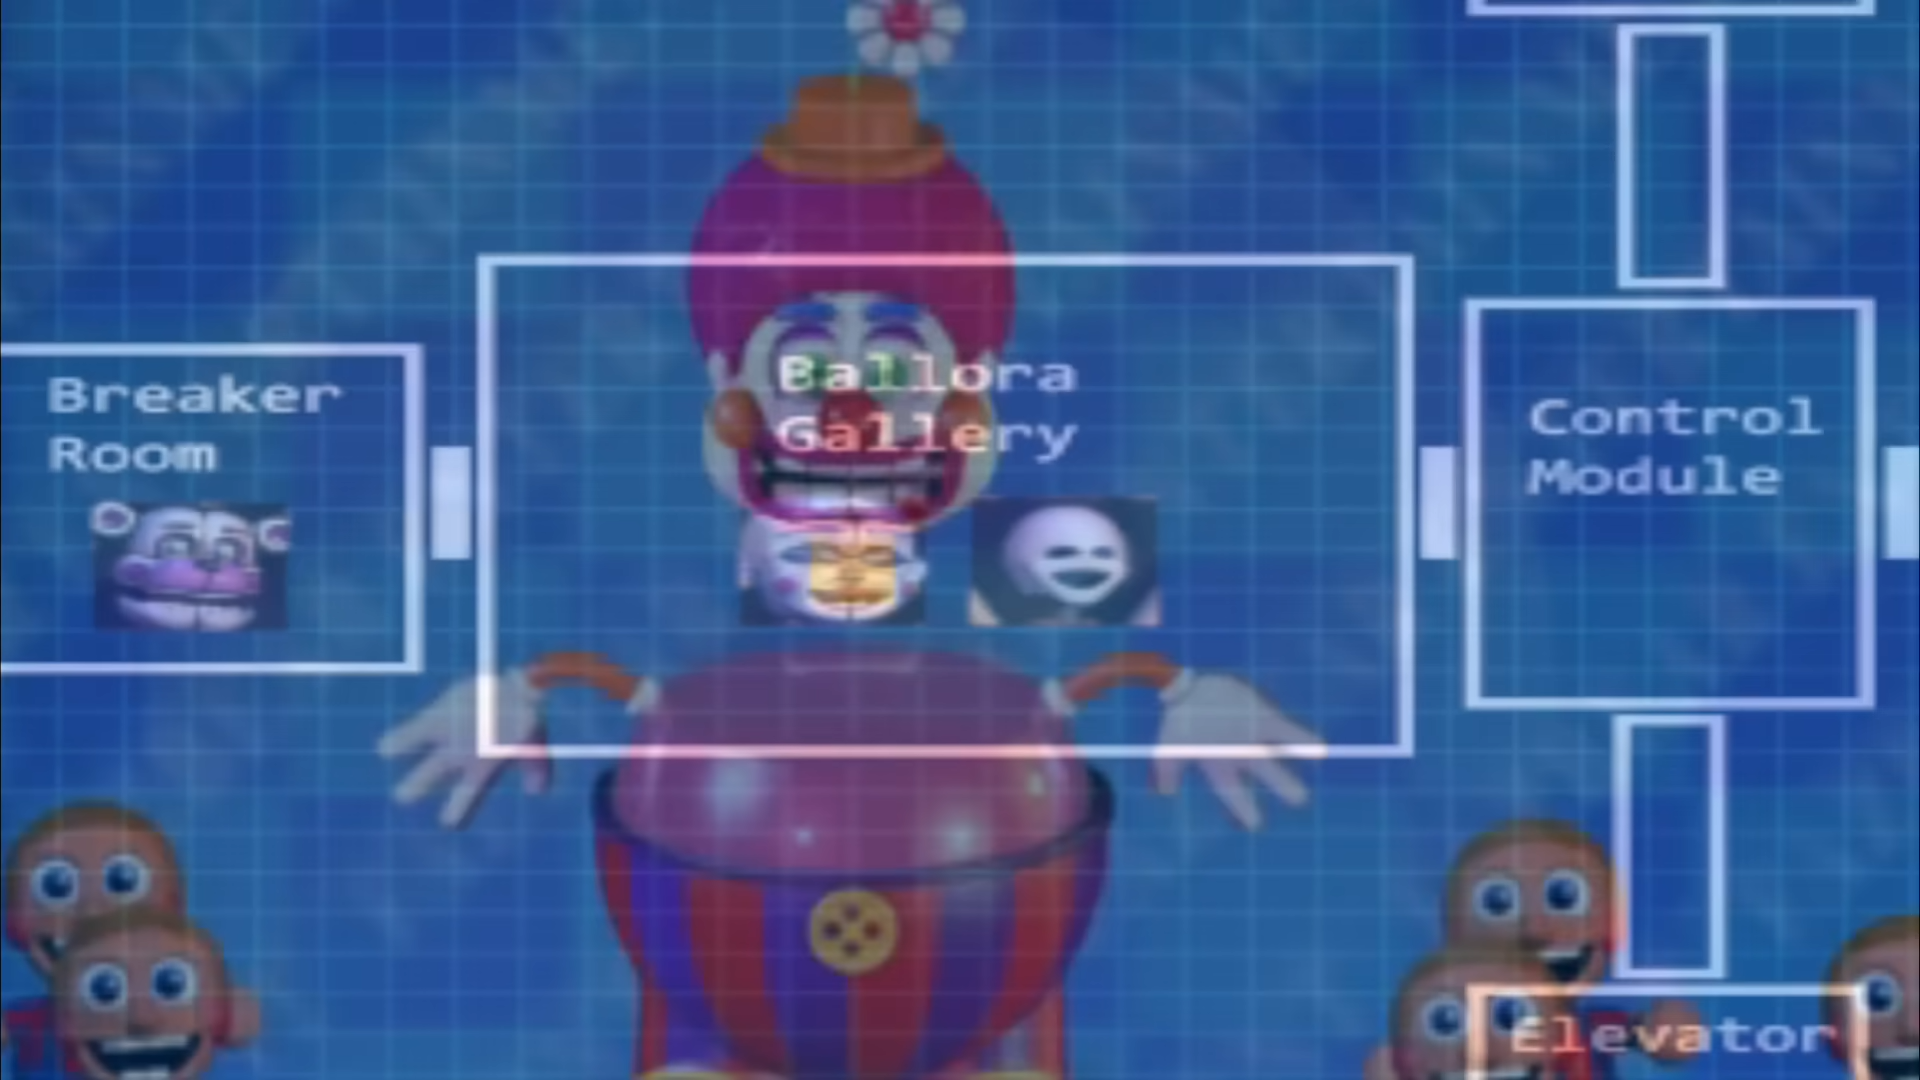 Breaker
Room
Ballora
Gallery
Control
Module
Elevator